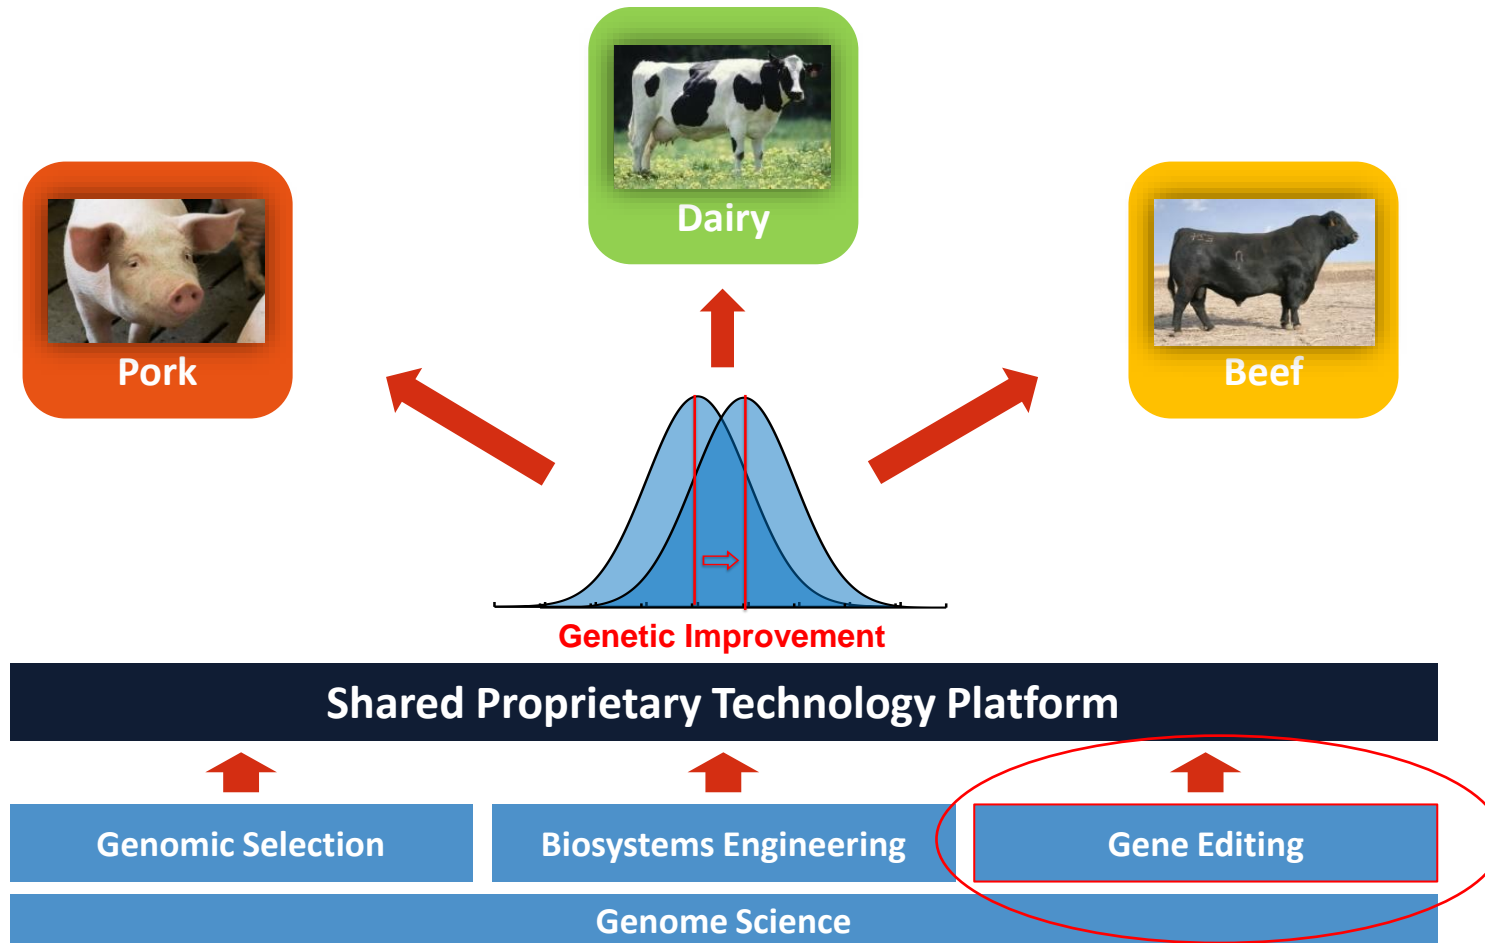 Dairy
Pork
Beef
Genetic Improvement
Shared Proprietary Technology Platform
Genomic Selection
Biosystems Engineering
Gene Editing
Genome Science